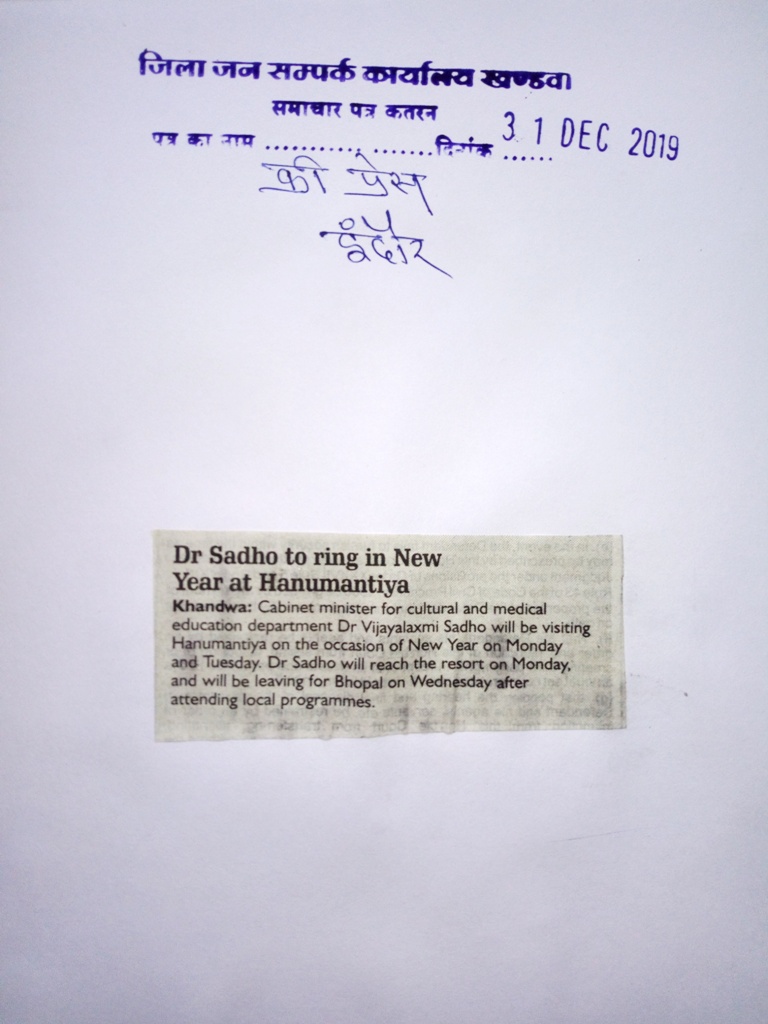 जिला जन सम्पर्क कार्यालय खण्डवा
समाचार पत्र कतरन
पत्र का नाम .................... दिनांक ...... 31 DEC 2019
फ्री प्रेस
इंदौर
Dr Sadho to ring in New
Year at Hanumantiya
Khandwa: Cabinet minister for cultural and medical
education department Dr Vijayalaxmi Sadho will be visiting
Hanumantiya on the occasion of New Year on Monday
and Tuesday. Dr Sadho will reach the resort on Monday,
and will be leaving for Bhopal on Wednesday after
attending local programmes.